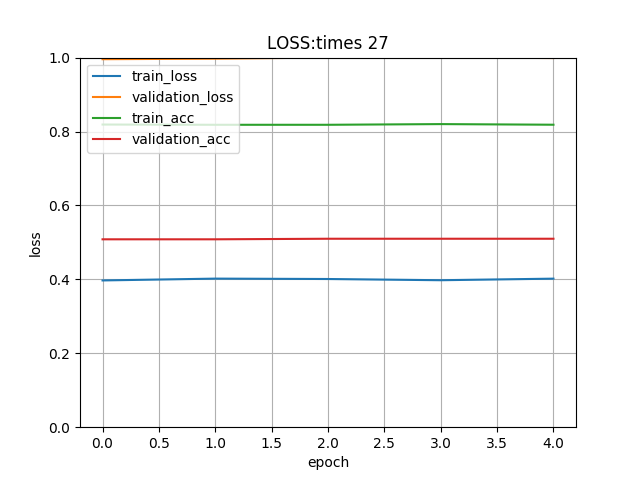 LOSS:times 27
1.0
0.8
0.6
0.4
0.2
0.0
loss
train_loss
validation_loss
train_acc
validation_acc
0.0 0.5 1.0 1.5 2.0 2.5 3.0 3.5 4.0
epoch